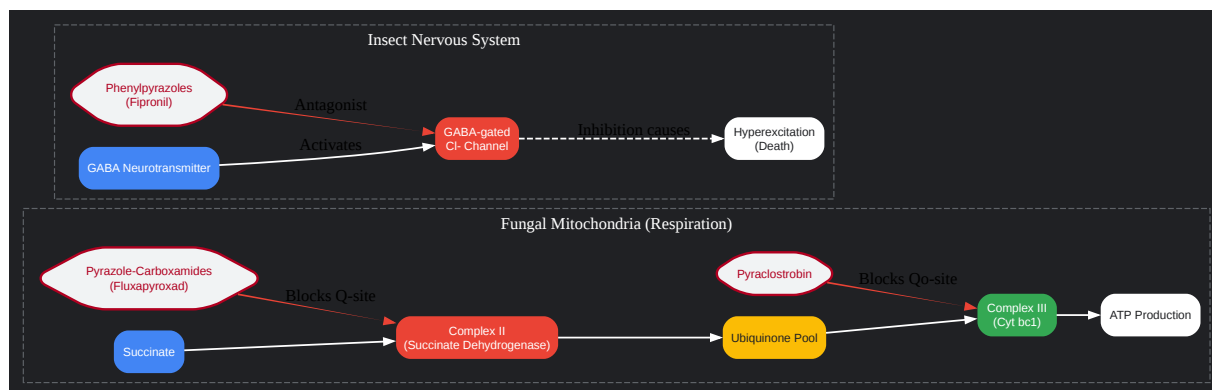 Insect Nervous System
Phenylpyrazoles
(Fipronil)
Antagonist
GABA Neurotransmitter
Activates
GABA-gated
Cl- Channel
Inhibition causes
Hyperexcitation
(Death)
Fungal Mitochondria (Respiration)
Pyrazole-Carboxamides
(Fluxapyroxad)
Blocks Q-site
Succinate
Complex II
(Succinate Dehydrogenase)
Pyraclostrobin
Blocks Qo-site
Ubiquinone Pool
Complex III
(Cyt bc1)
ATP Production